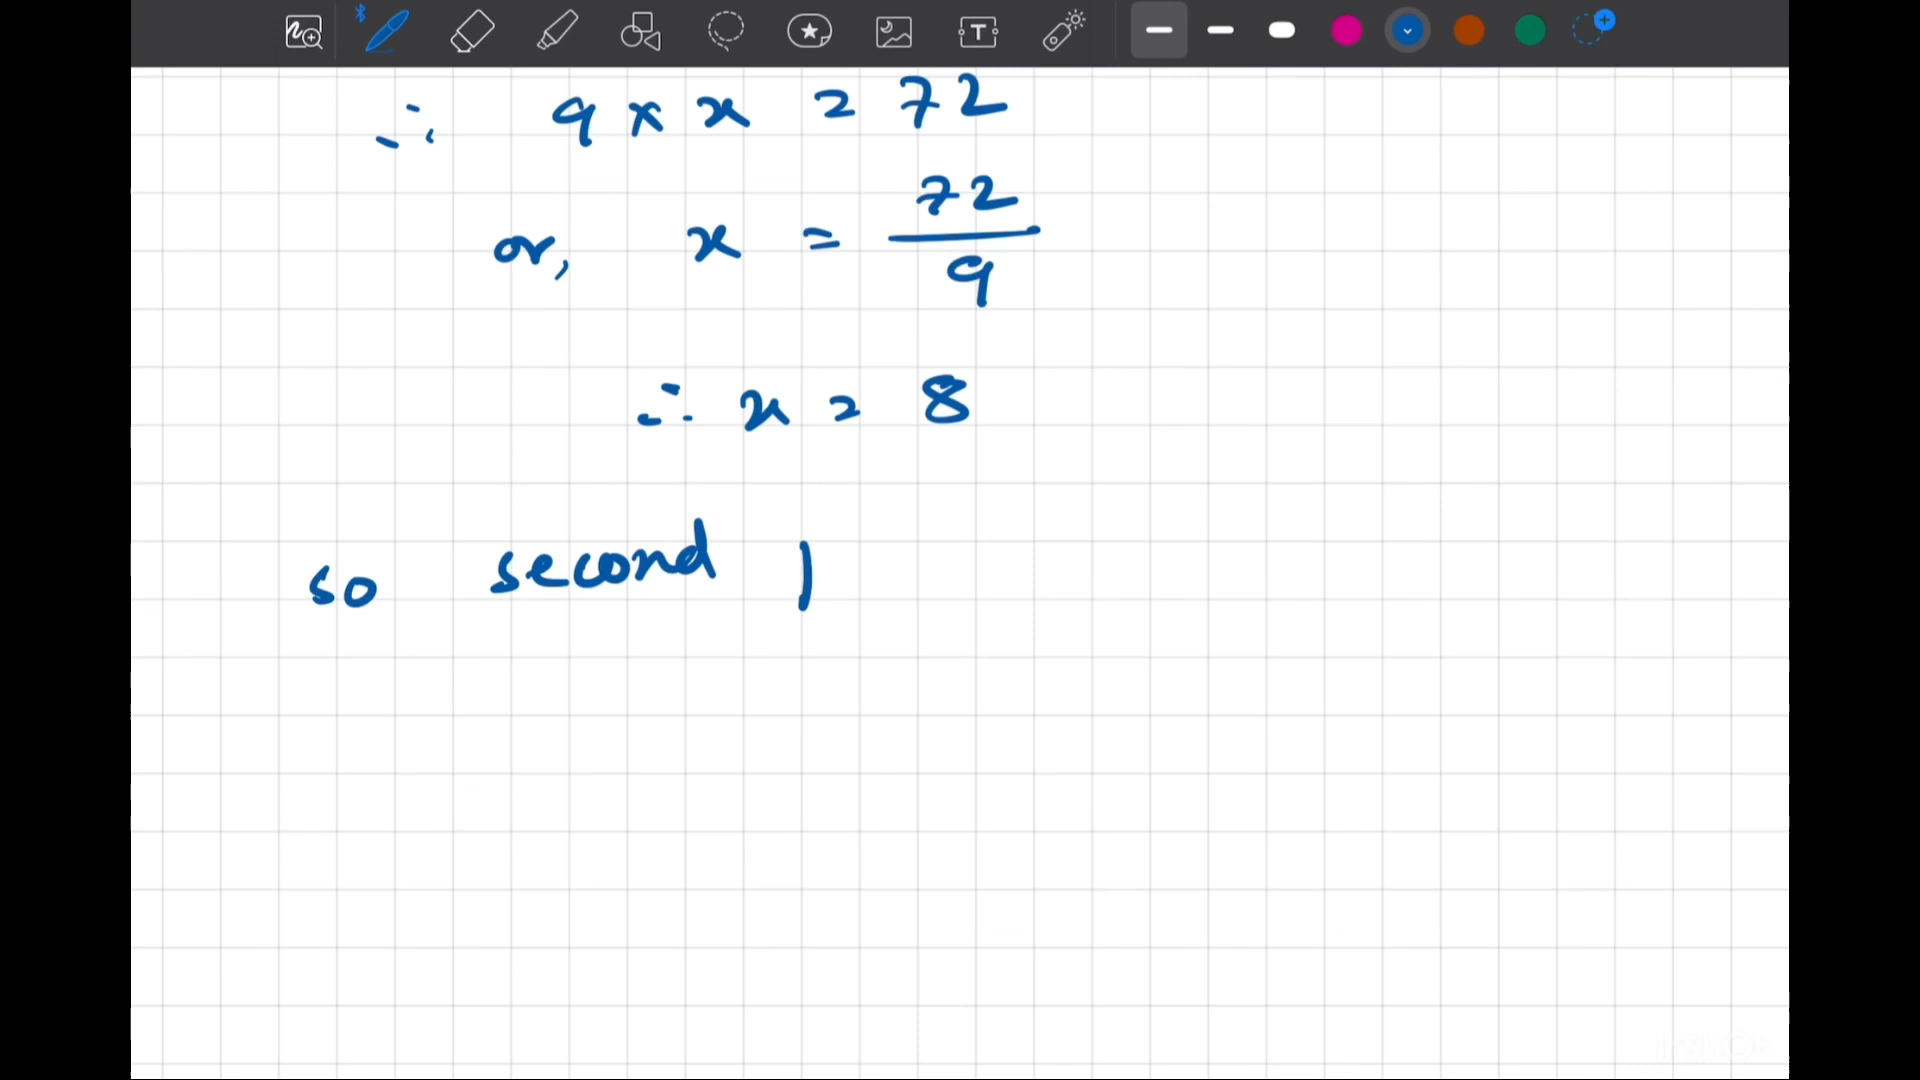 ∴ 9 × x = 72
or, x = 72/9
∴ x = 8
so second